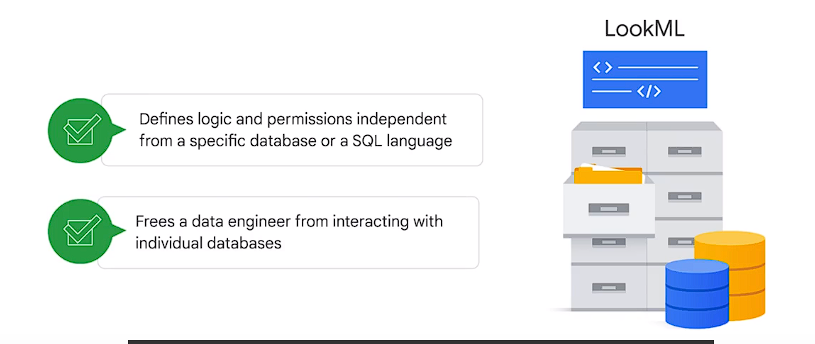 LookML
Defines logic and permissions independent
from a specific database or a SQL language
Frees a data engineer from interacting with
individual databases